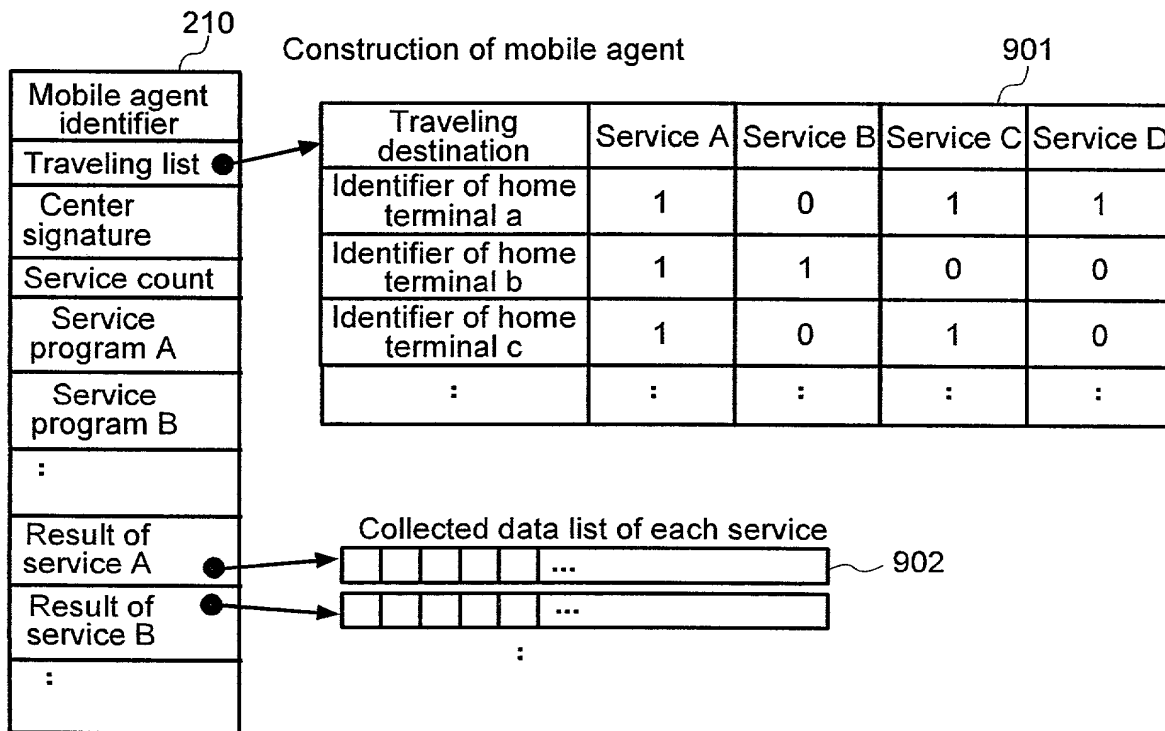 210
Construction of mobile agent
901
Mobile agent
identifier
Traveling list
Center
signature
Service count
Service
program A
Service
program B
:
Result of
service A
Result of
service B
:
Traveling
destination
Service A
Service B
Service C
Service D
Identifier of home
terminal a
1
0
1
1
Identifier of home
terminal b
1
1
0
0
Identifier of home
terminal c
1
0
1
0
:
:
:
:
:
Collected data list of each service
...
902
...
: